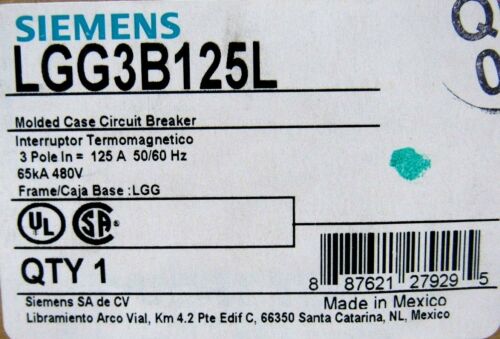 SIEMENS
LGG3B125L
Molded Case Circuit Breaker
Interruptor Termomagnetico
3 Pole In = 125 A 50/60 Hz
65kA 480V
Frame/Caja Base :LGG
UL SA
QTY 1
8 87621 27929 5
Made in Mexico
Siemens SA de CV
Libramiento Arco Vial, Km 4.2 Pte Edif C, 66350 Santa Catarina, NL, Mexico